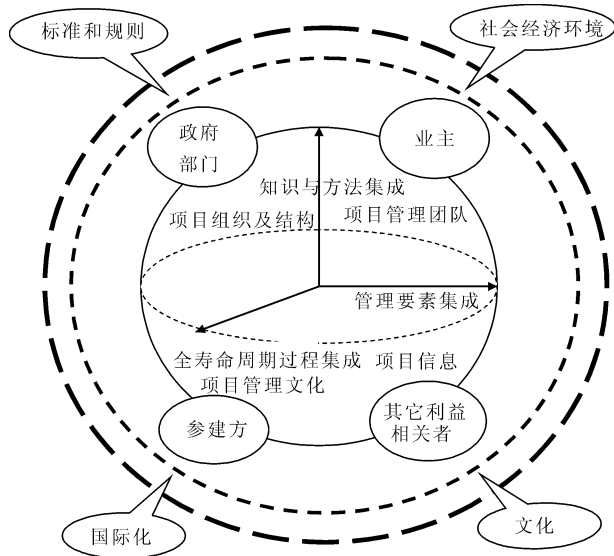 标准和规则
社会经济环境
政府
部门
业主
知识与方法集成
项目组织及结构
项目管理团队
管理要素集成
全寿命周期过程集成
项目信息
项目管理文化
参建方
其它利益
相关者
国际化
文化